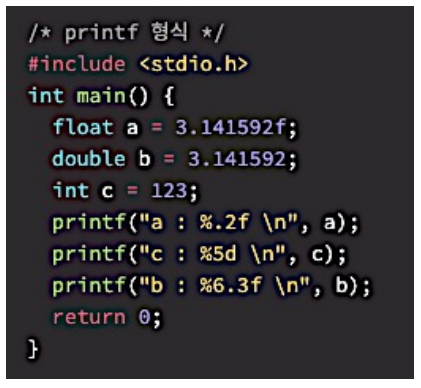 /* printf 형식 */
#include <stdio.h>
int main() {
float a = 3.141592f;
double b = 3.141592;
int c = 123;
printf("a : %.2f \n", a);
printf("c : %5d \n", c);
printf("b : %6.3f \n", b);
return 0;
}